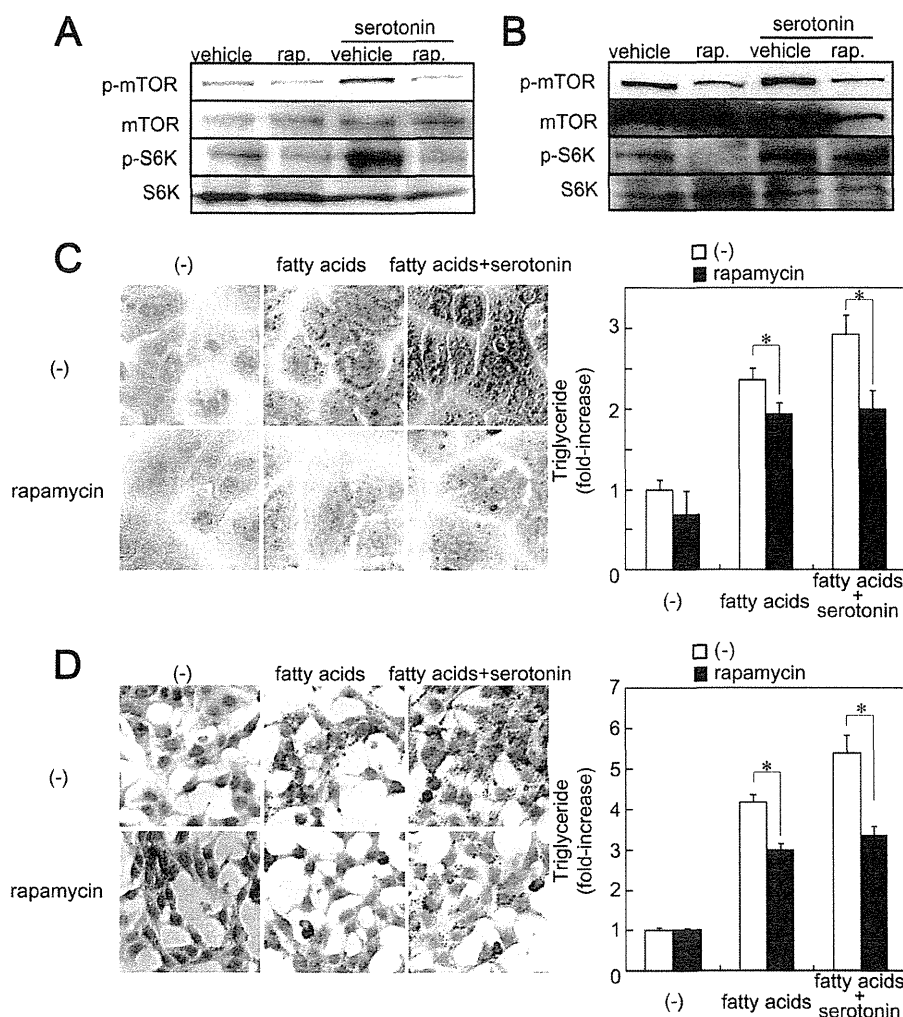 A
serotonin
vehicle rap. vehicle rap.
p-mTOR
mTOR
p-S6K
S6K
B
serotonin
vehicle rap. vehicle rap.
p-mTOR
mTOR
p-S6K
S6K
C
(-) fatty acids fatty acids+serotonin
(-)
rapamycin
(-)
rapamycin
Triglyceride
(fold-increase)
3
2
1
0
*
*
(-) fatty acids fatty acids
+
serotonin
D
(-) fatty acids fatty acids+serotonin
(-)
rapamycin
(-)
rapamycin
Triglyceride
(fold-increase)
7
6
5
4
3
2
1
0
*
*
(-) fatty acids fatty acids
+
serotonin